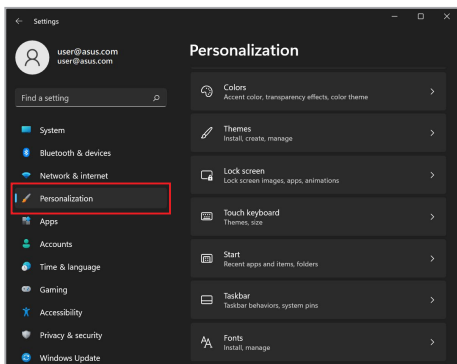 Settings
user@asus.com
user@asus.com
Find a setting
System
Bluetooth & devices
Network & internet
Personalization
Apps
Accounts
Time & language
Gaming
Accessibility
Privacy & security
Windows Update
Personalization
Colors
Accent color, transparency effects, color theme
Themes
Install, create, manage
Lock screen
Lock screen images, apps, animations
Touch keyboard
Themes, size
Start
Recent apps and items, folders
Taskbar
Taskbar behaviors, system pins
Fonts
Install, manage